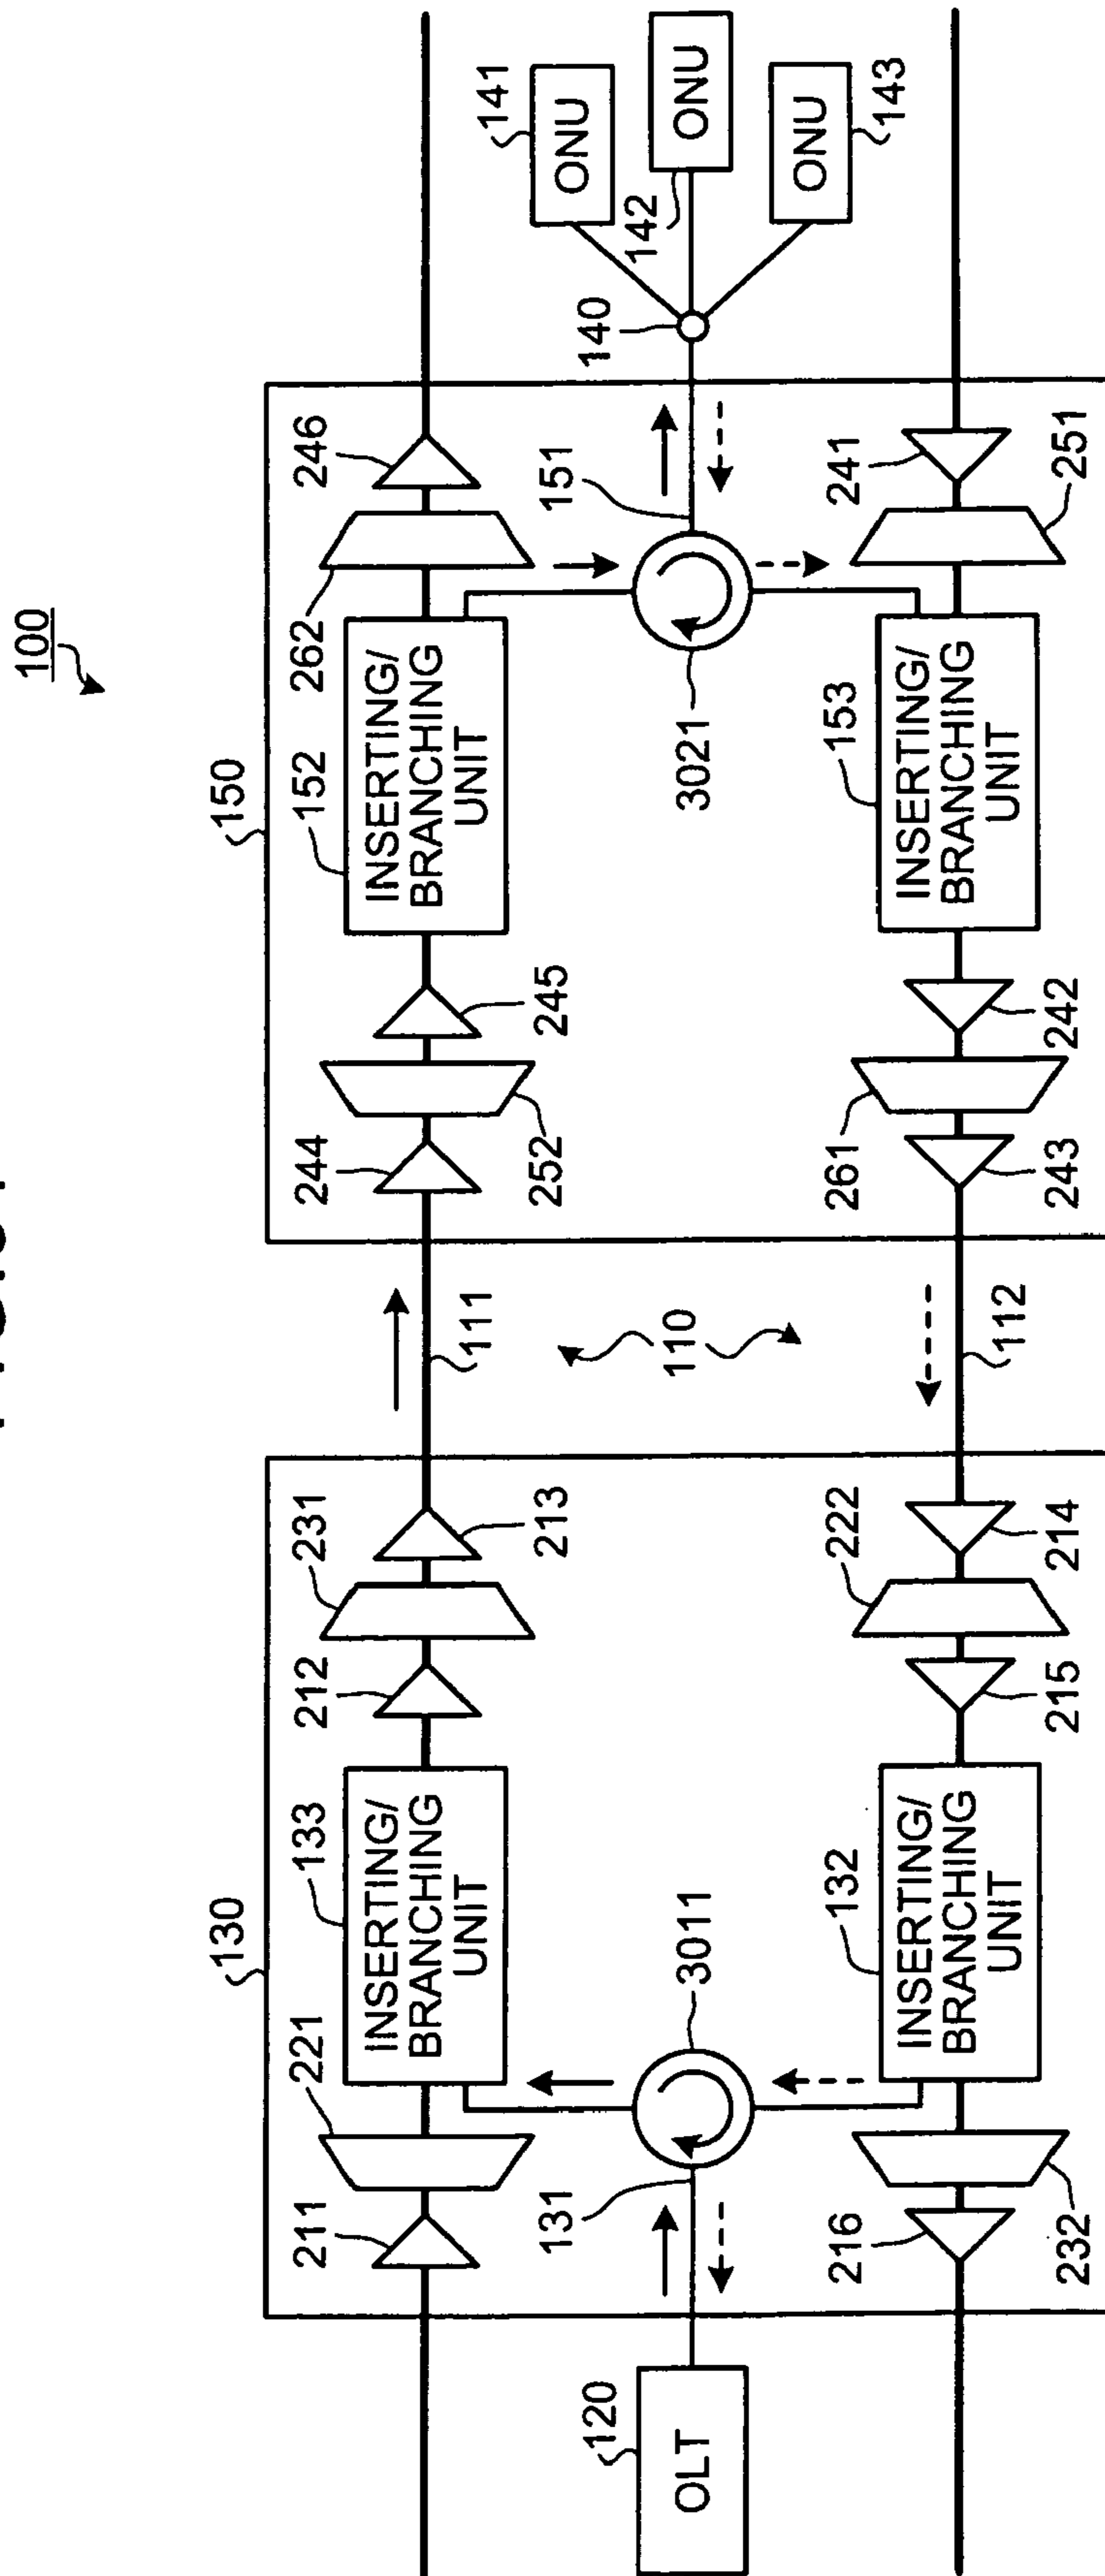 100
130
150
211
221
133
INSERTING/
BRANCHING
UNIT
212
231
213
111
244
252
245
152
INSERTING/
BRANCHING
UNIT
262
246
120
OLT
131
3011
110
3021
151
140
141
ONU
142
ONU
143
ONU
216
232
132
INSERTING/
BRANCHING
UNIT
215
222
214
112
243
261
242
153
INSERTING/
BRANCHING
UNIT
251
241